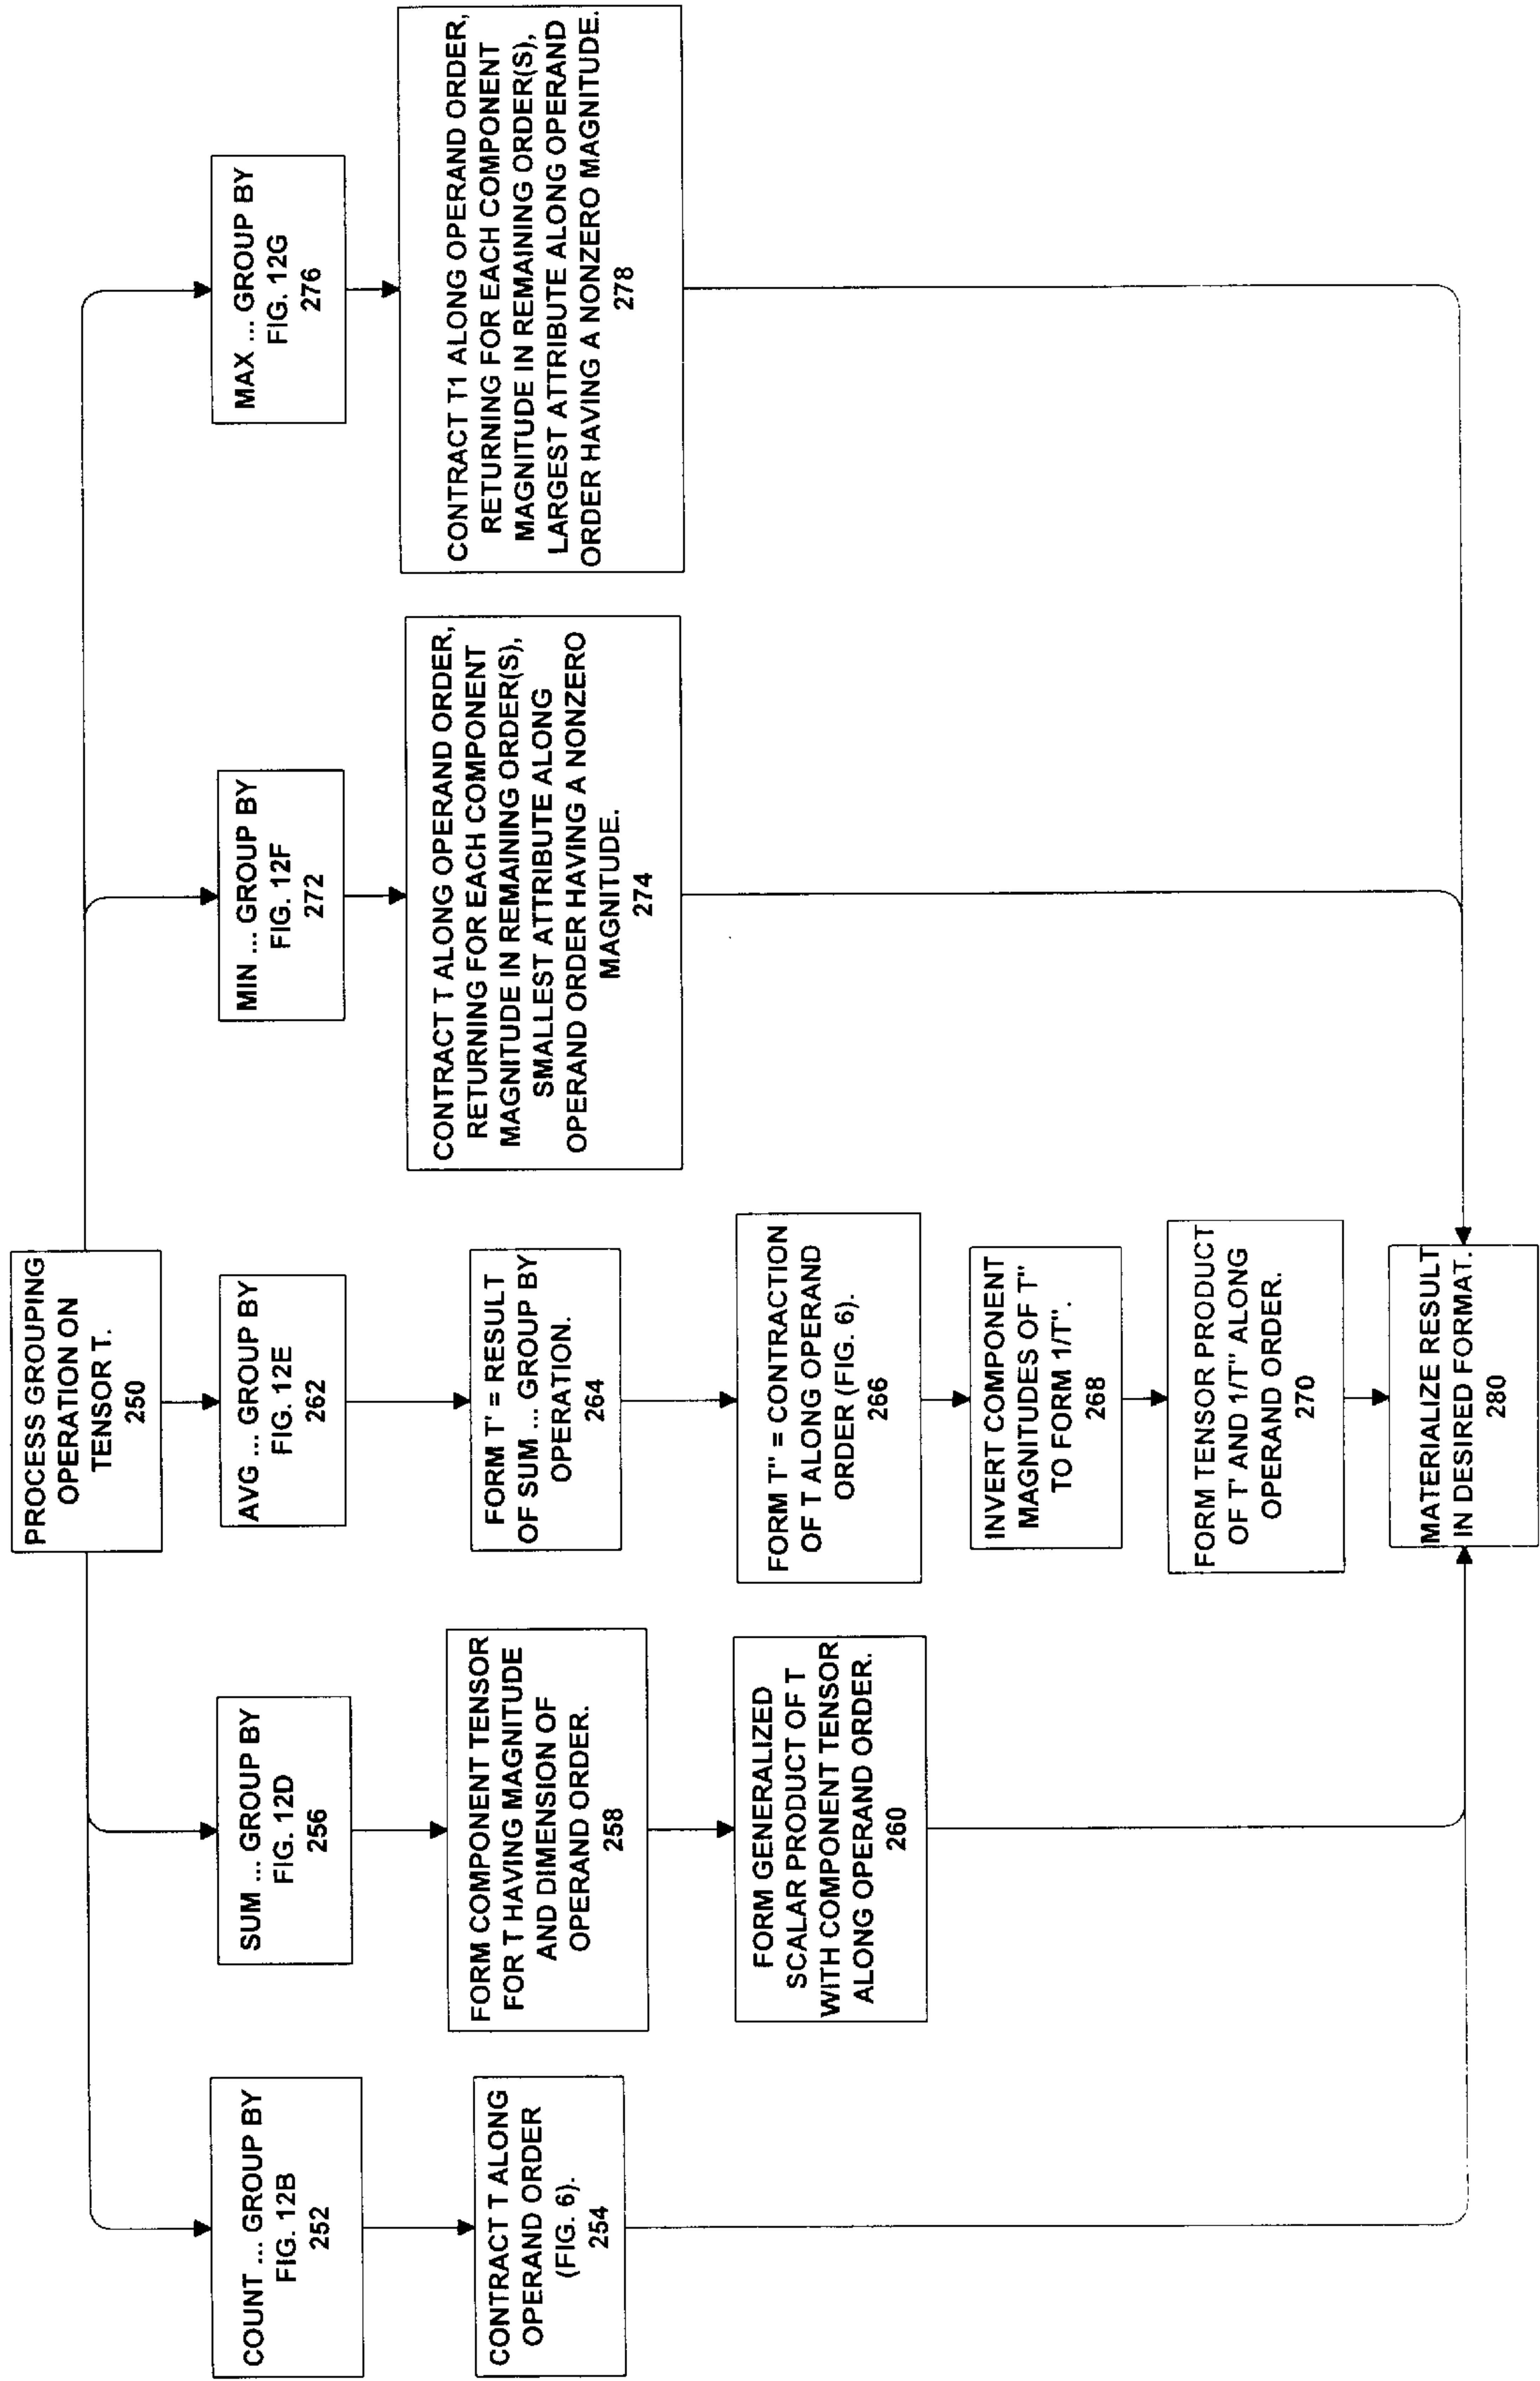 PROCESS GROUPING
OPERATION ON
TENSOR T.
250
COUNT ... GROUP BY
FIG. 12B
252
CONTRACT T ALONG
OPERAND ORDER
(FIG. 6).
254
SUM ... GROUP BY
FIG. 12D
256
FORM COMPONENT TENSOR
FOR T HAVING MAGNITUDE
AND DIMENSION OF
OPERAND ORDER.
258
FORM GENERALIZED
SCALAR PRODUCT OF T
WITH COMPONENT TENSOR
ALONG OPERAND ORDER.
260
AVG ... GROUP BY
FIG. 12E
262
FORM T' = RESULT
OF SUM ... GROUP BY
OPERATION.
264
FORM T" = CONTRACTION
OF T ALONG OPERAND
ORDER (FIG. 6).
266
INVERT COMPONENT
MAGNITUDES OF T"
TO FORM 1/T".
268
FORM TENSOR PRODUCT
OF T' AND 1/T" ALONG
OPERAND ORDER.
270
MIN ... GROUP BY
FIG. 12F
272
CONTRACT T ALONG OPERAND ORDER,
RETURNING FOR EACH COMPONENT
MAGNITUDE IN REMAINING ORDER(S),
SMALLEST ATTRIBUTE ALONG
OPERAND ORDER HAVING A NONZERO
MAGNITUDE.
274
MAX ... GROUP BY
FIG. 12G
276
CONTRACT T1 ALONG OPERAND ORDER,
RETURNING FOR EACH COMPONENT
MAGNITUDE IN REMAINING ORDER(S),
LARGEST ATTRIBUTE ALONG OPERAND
ORDER HAVING A NONZERO MAGNITUDE.
278
MATERIALIZE RESULT
IN DESIRED FORMAT.
280